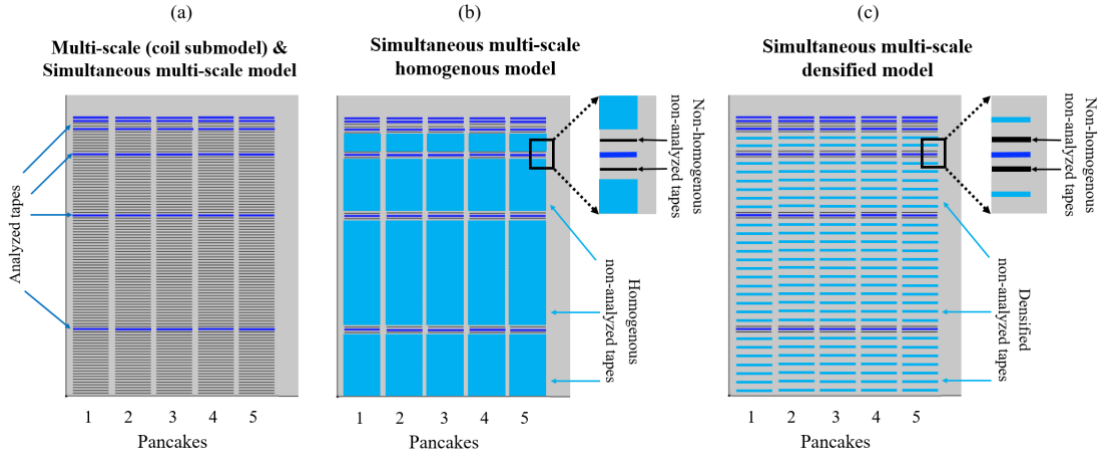 (a)
Multi-scale (coil submodel) &
Simultaneous multi-scale model
Analyzed tapes
1 2 3 4 5
Pancakes
(b)
Simultaneous multi-scale
homogenous model
Non-homogenous
non-analyzed tapes
Homogenous
non-analyzed tapes
1 2 3 4 5
Pancakes
(c)
Simultaneous multi-scale
densified model
Non-homogenous
non-analyzed tapes
Densified
non-analyzed tapes
1 2 3 4 5
Pancakes